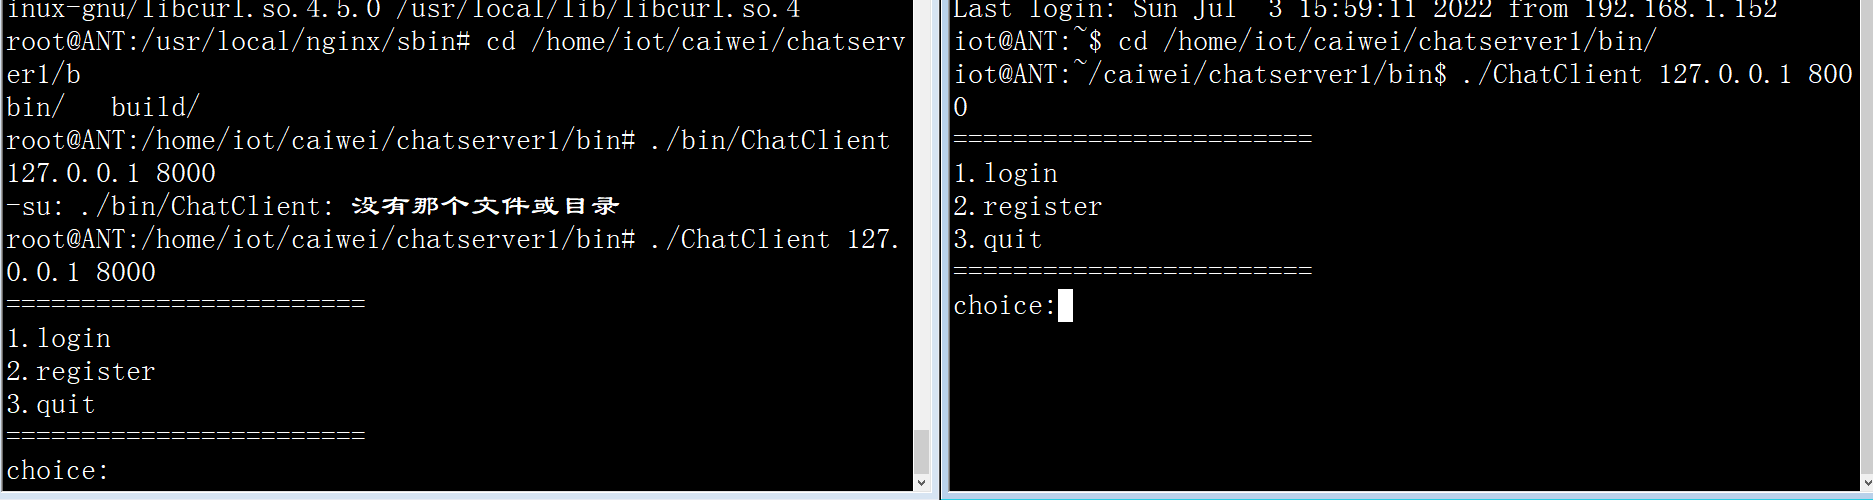 inux-gnu/libcurl.so.4.5.0 /usr/local/lib/libcurl.so.4
root@ANT:/usr/local/nginx/sbin# cd /home/iot/caiwei/chatserv
er1/b
bin/   build/
root@ANT:/home/iot/caiwei/chatserver1/bin# ./bin/ChatClient
127.0.0.1 8000
-su: ./bin/ChatClient: 没有那个文件或目录
root@ANT:/home/iot/caiwei/chatserver1/bin# ./ChatClient 127.
0.0.1 8000
========================
1.login
2.register
3.quit
========================
choice:
Last login: Sun Jul  3 15:59:11 2022 from 192.168.1.152
iot@ANT:~$ cd /home/iot/caiwei/chatserver1/bin/
iot@ANT:~/caiwei/chatserver1/bin$ ./ChatClient 127.0.0.1 800
0
========================
1.login
2.register
3.quit
========================
choice: